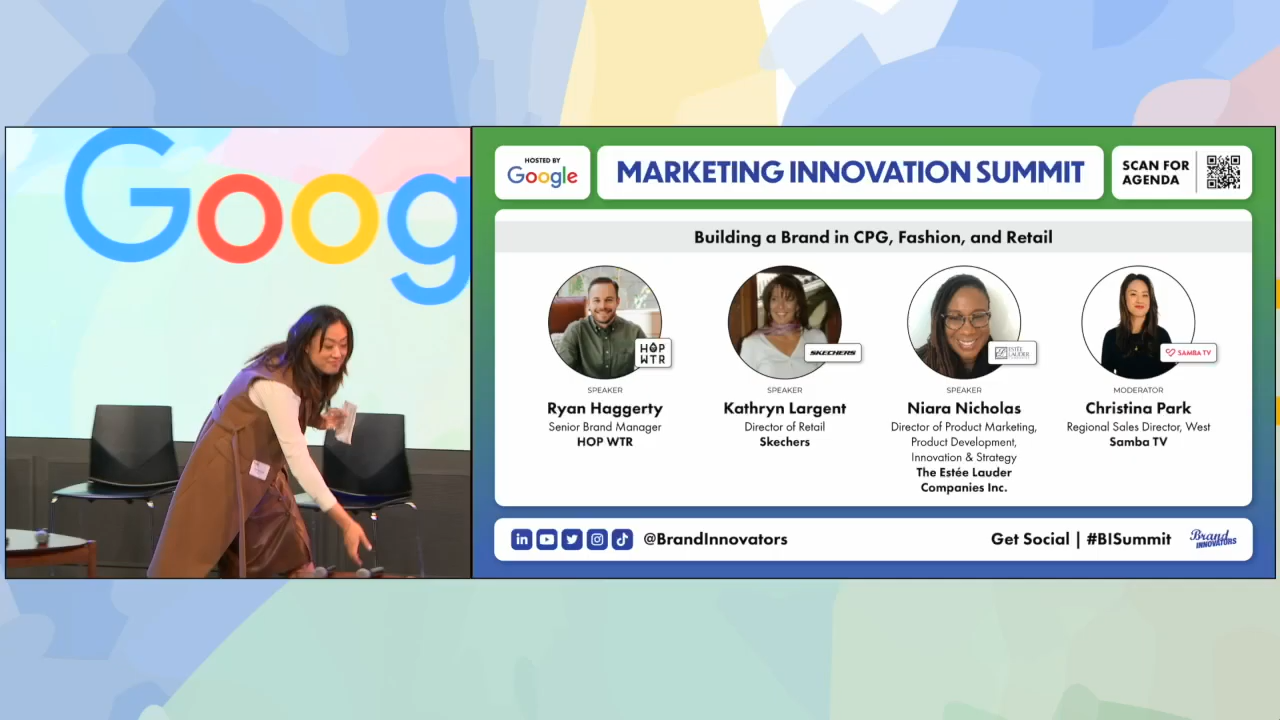 Goog
HOSTED BY
Google
MARKETING INNOVATION SUMMIT
SCAN FOR
AGENDA
Building a Brand in CPG, Fashion, and Retail
HOP
WTR
SKECHERS
ESTĒE
LAUDER
SAMBA TV
SPEAKER
Ryan Haggerty
Senior Brand Manager
HOP WTR
SPEAKER
Kathryn Largent
Director of Retail
Skechers
SPEAKER
Niara Nicholas
Director of Product Marketing,
Product Development,
Innovation & Strategy
The Estée Lauder
Companies Inc.
MODERATOR
Christina Park
Regional Sales Director, West
Samba TV
@BrandInnovators
Get Social | #BISummit
Brand
INNOVATORS